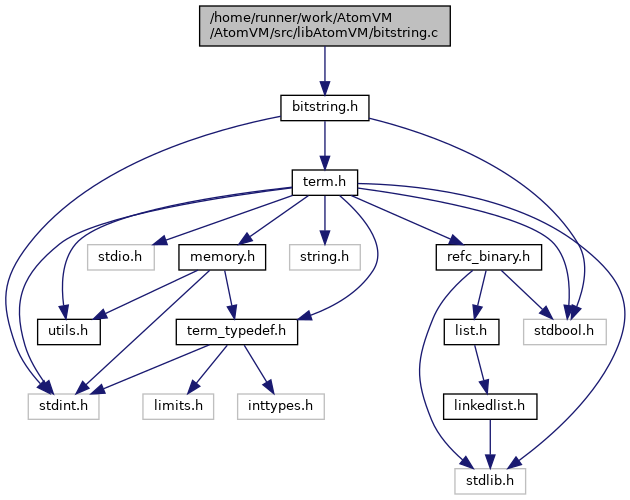 /home/runner/work/AtomVM
/AtomVM/src/libAtomVM/bitstring.c
bitstring.h
term.h
stdio.h
memory.h
string.h
refc_binary.h
utils.h
term_typedef.h
list.h
stdbool.h
stdint.h
limits.h
inttypes.h
linkedlist.h
stdlib.h